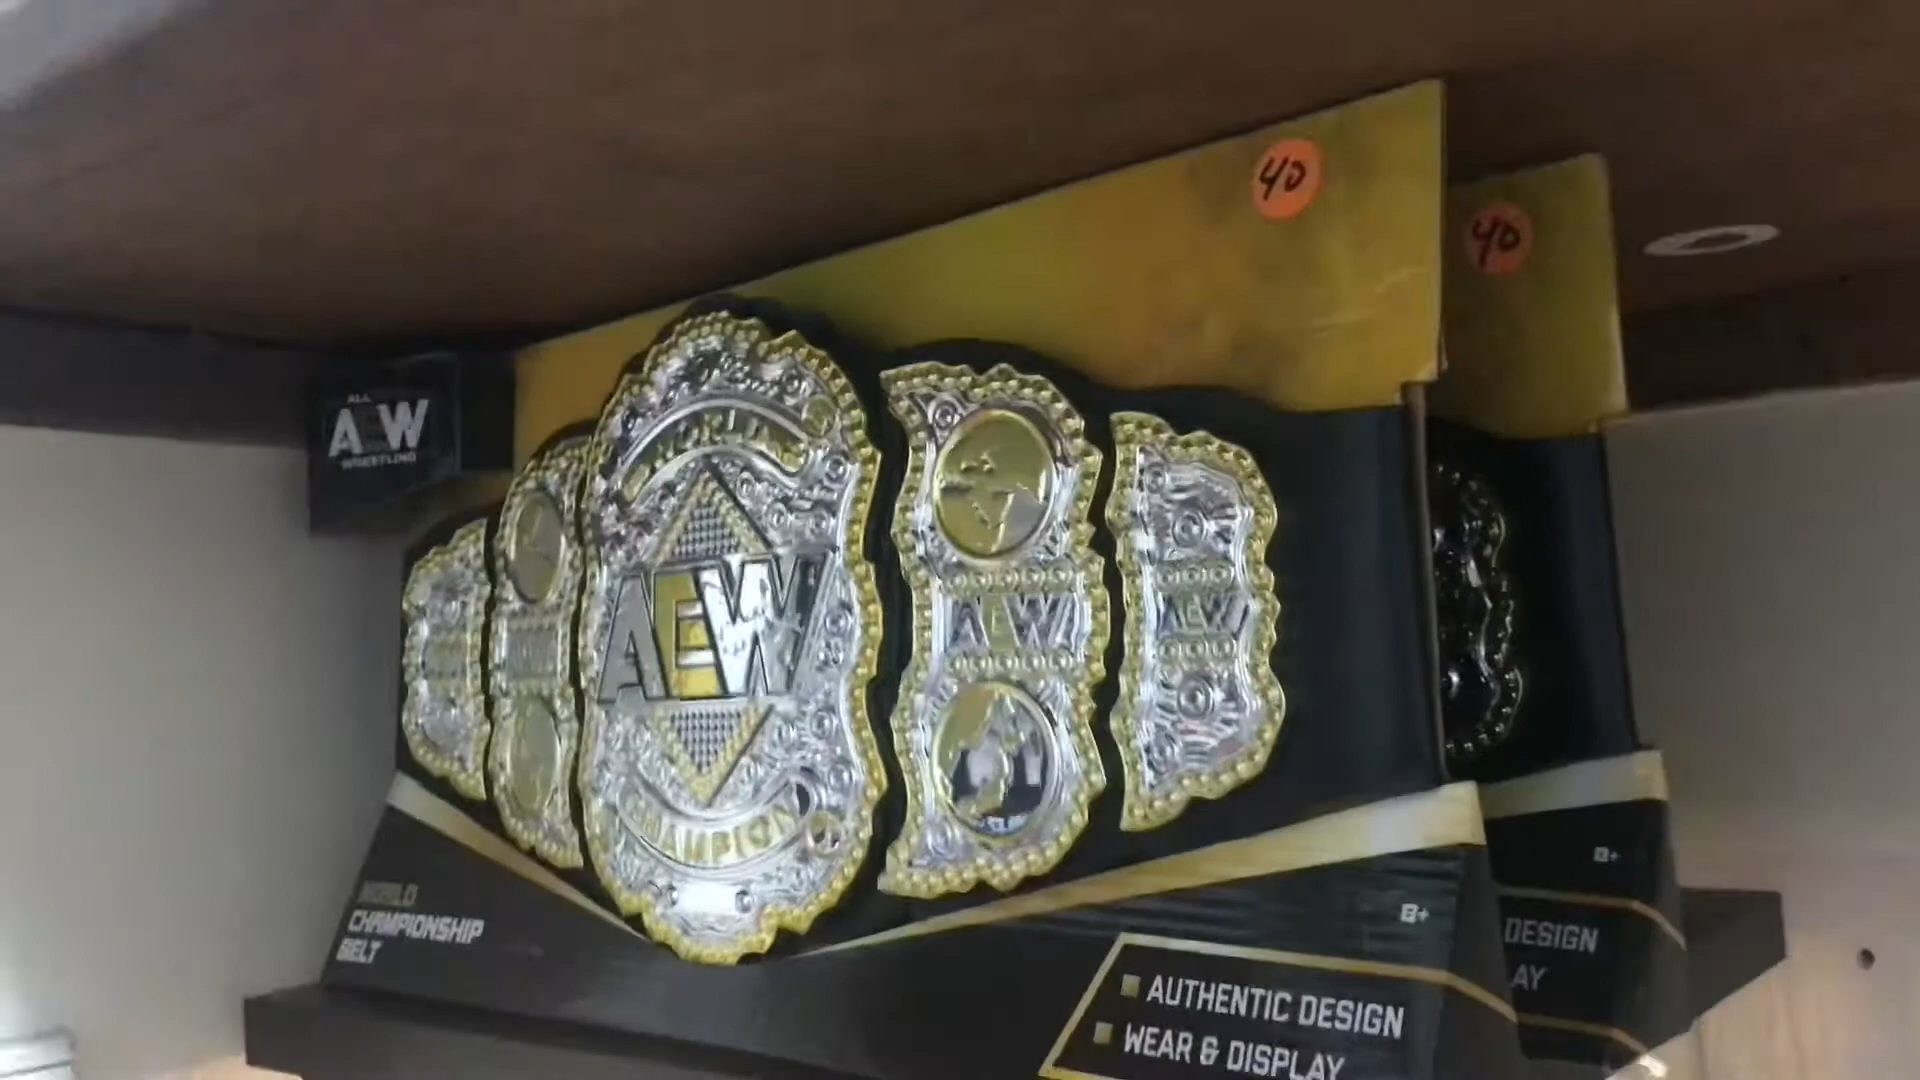 40
40
ALL
AEW
WRESTLING
WORLD
AEW
AEW
AEW
CHAMPION
WORLD
CHAMPIONSHIP
BELT
8+
8+
AUTHENTIC DESIGN
WEAR & DISPLAY
DESIGN
AY